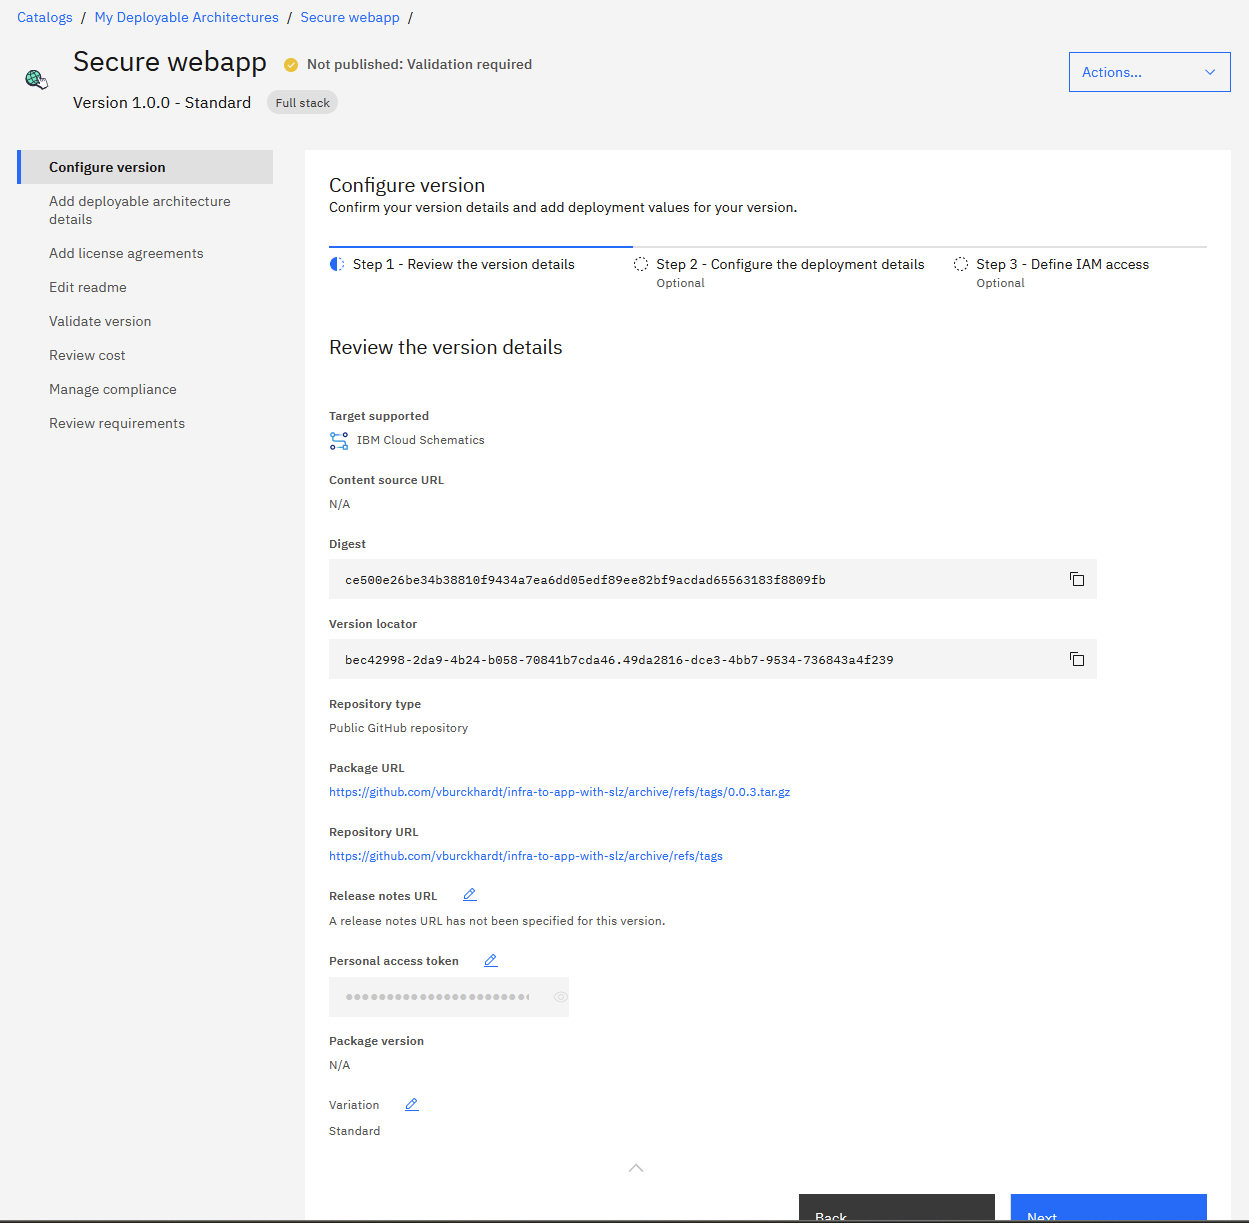 Catalogs / My Deployable Architectures / Secure webapp /
Secure webapp Not published: Validation required
Actions...
Version 1.0.0 - Standard Full stack
Configure version
Add deployable architecture
details
Add license agreements
Edit readme
Validate version
Review cost
Manage compliance
Review requirements
Configure version
Confirm your version details and add deployment values for your version.
Step 1 - Review the version details
Step 2 - Configure the deployment details
Optional
Step 3 - Define IAM access
Optional
Review the version details
Target supported
IBM Cloud Schematics
Content source URL
N/A
Digest
ce500e26be34b38810f9434a7ea6dd05edf89ee82bf9acdad65563183f8809fb
Version locator
bec42998-2da9-4b24-b058-70841b7cda46.49da2816-dce3-4bb7-9534-736843a4f239
Repository type
Public GitHub repository
Package URL
https://github.com/vburckhardt/infra-to-app-with-slz/archive/refs/tags/0.0.3.tar.gz
Repository URL
https://github.com/vburckhardt/infra-to-app-with-slz/archive/refs/tags
Release notes URL
A release notes URL has not been specified for this version.
Personal access token
Package version
N/A
Variation
Standard
Back
Next